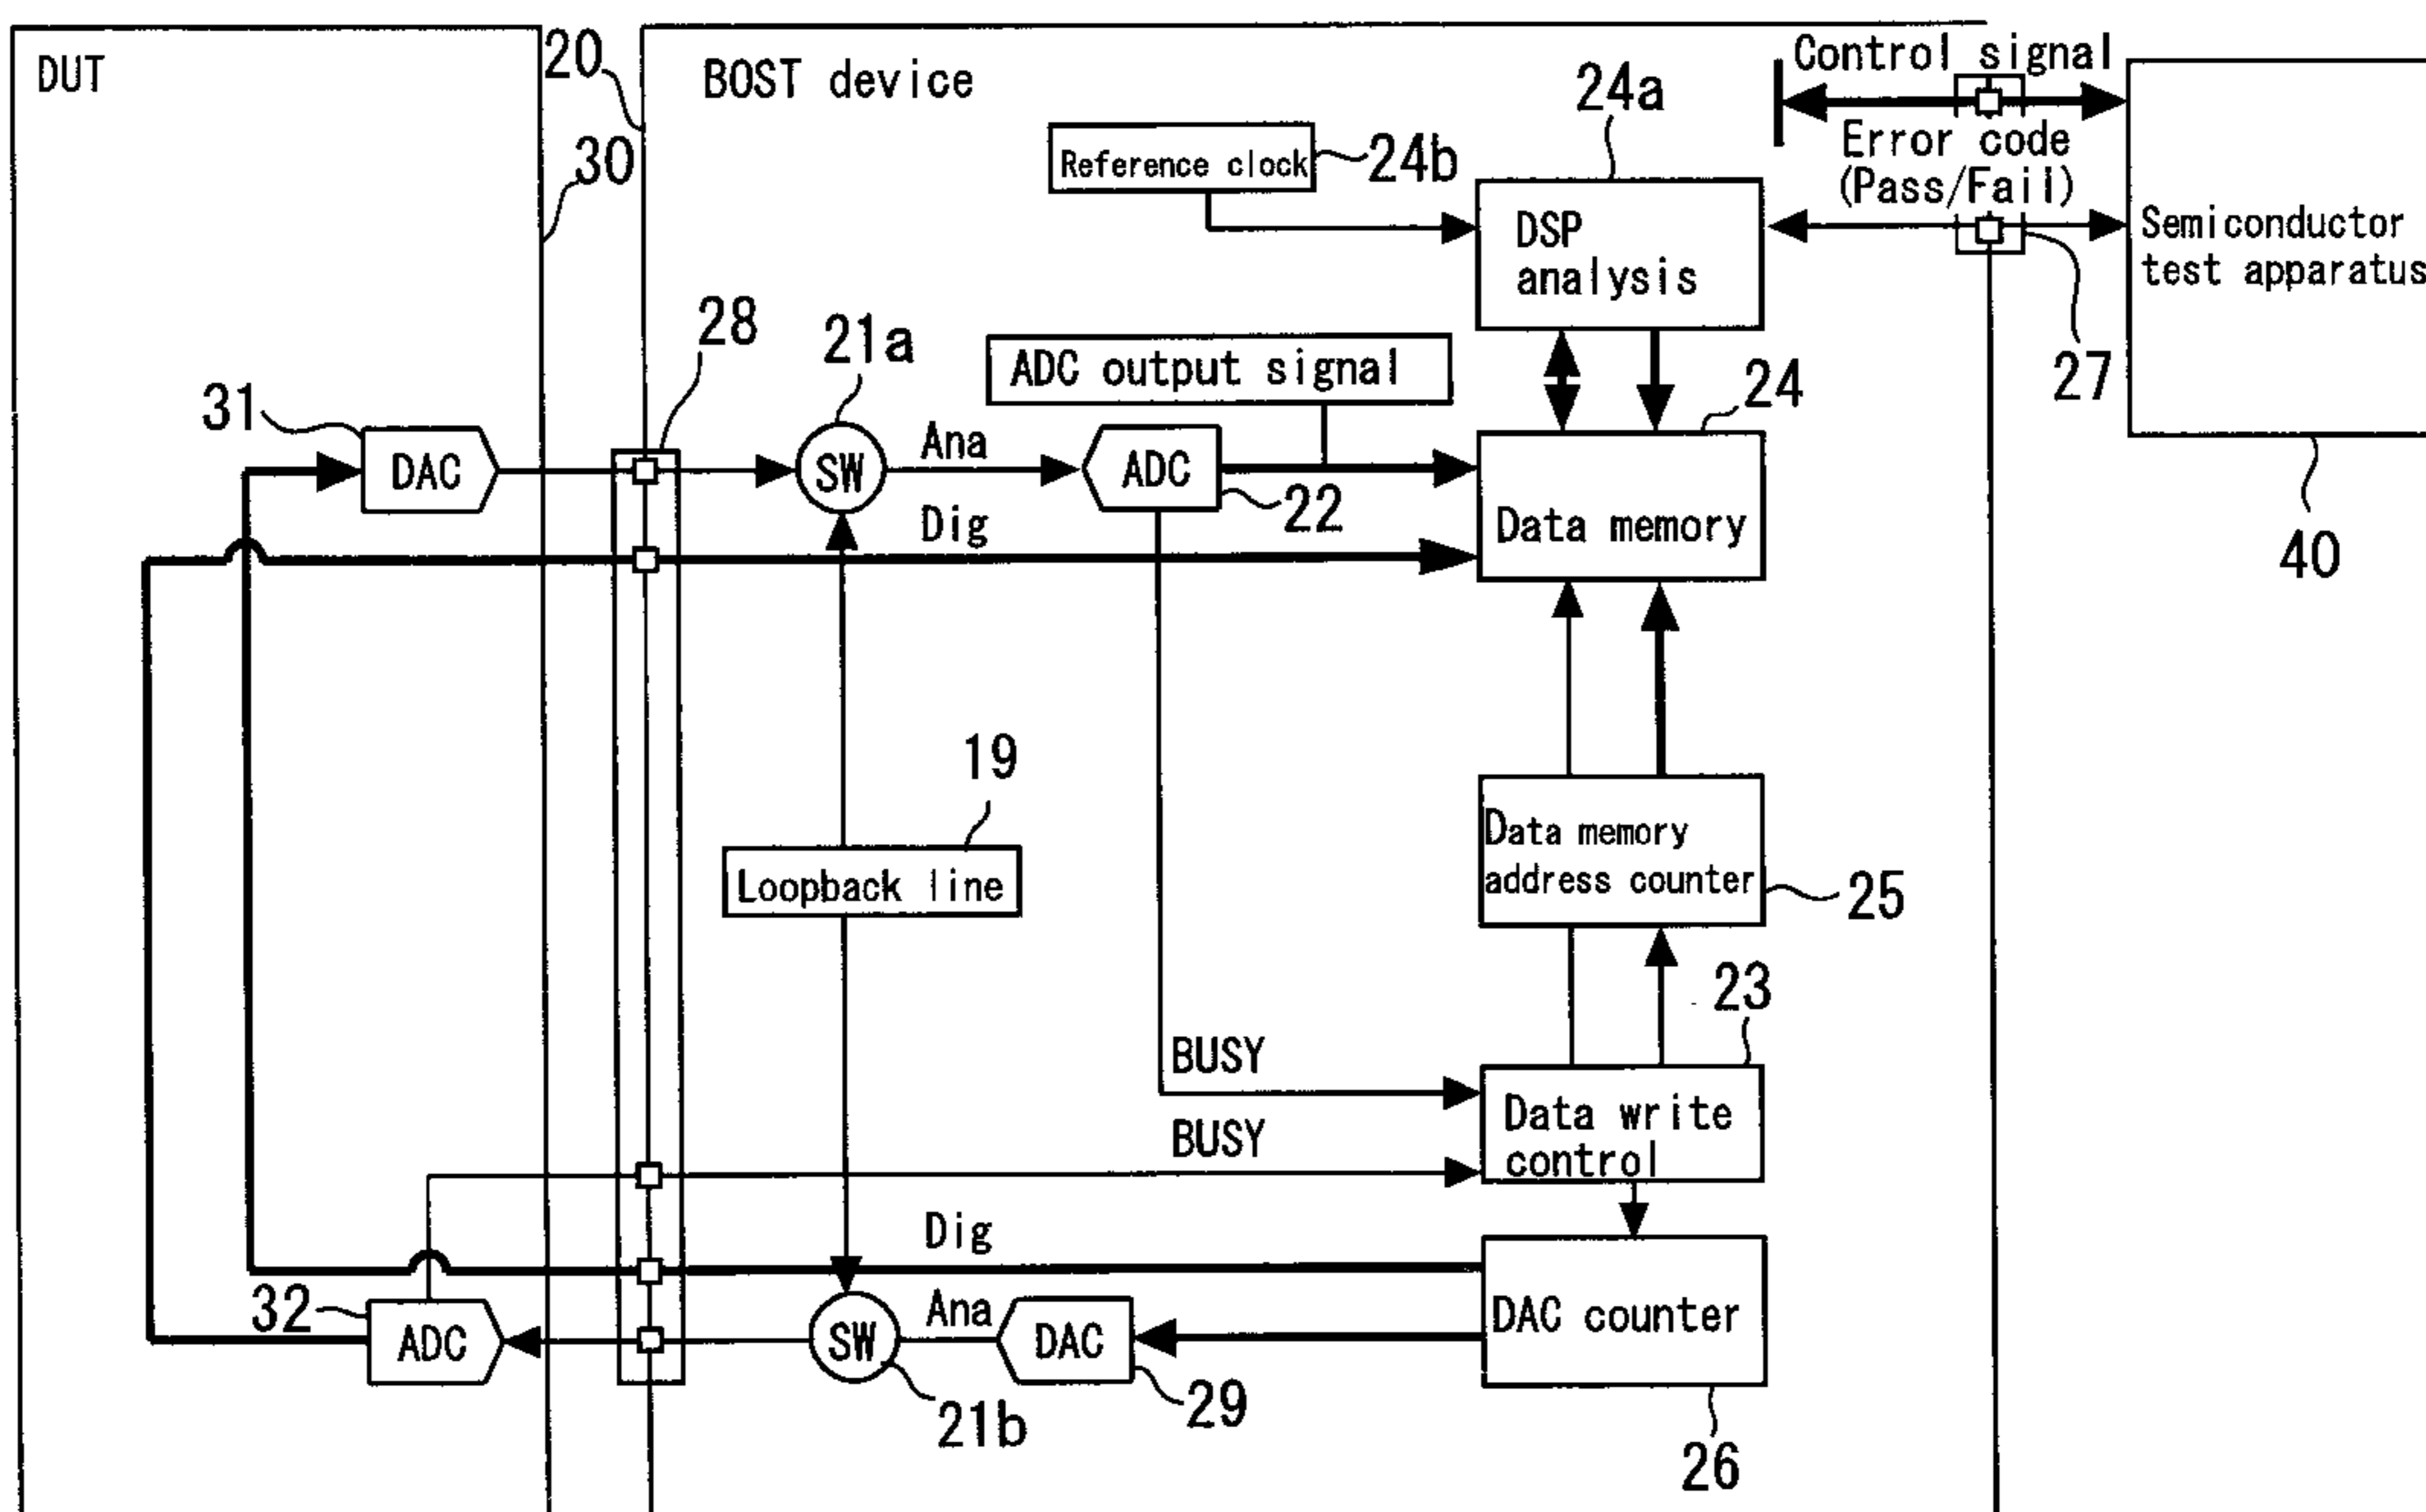 DUT
20
BOST device
30
Reference clock
24b
24a
DSP
analysis
Control signal
Error code
(Pass/Fail)
Semiconductor
test apparatus
27
40
28
21a
ADC output signal
24
31
DAC
SW
Ana
ADC
22
Data memory
Dig
19
Loopback line
Data memory
address counter
25
23
BUSY
Data write
control
BUSY
Dig
32
ADC
SW
Ana
DAC
DAC counter
21b
29
26